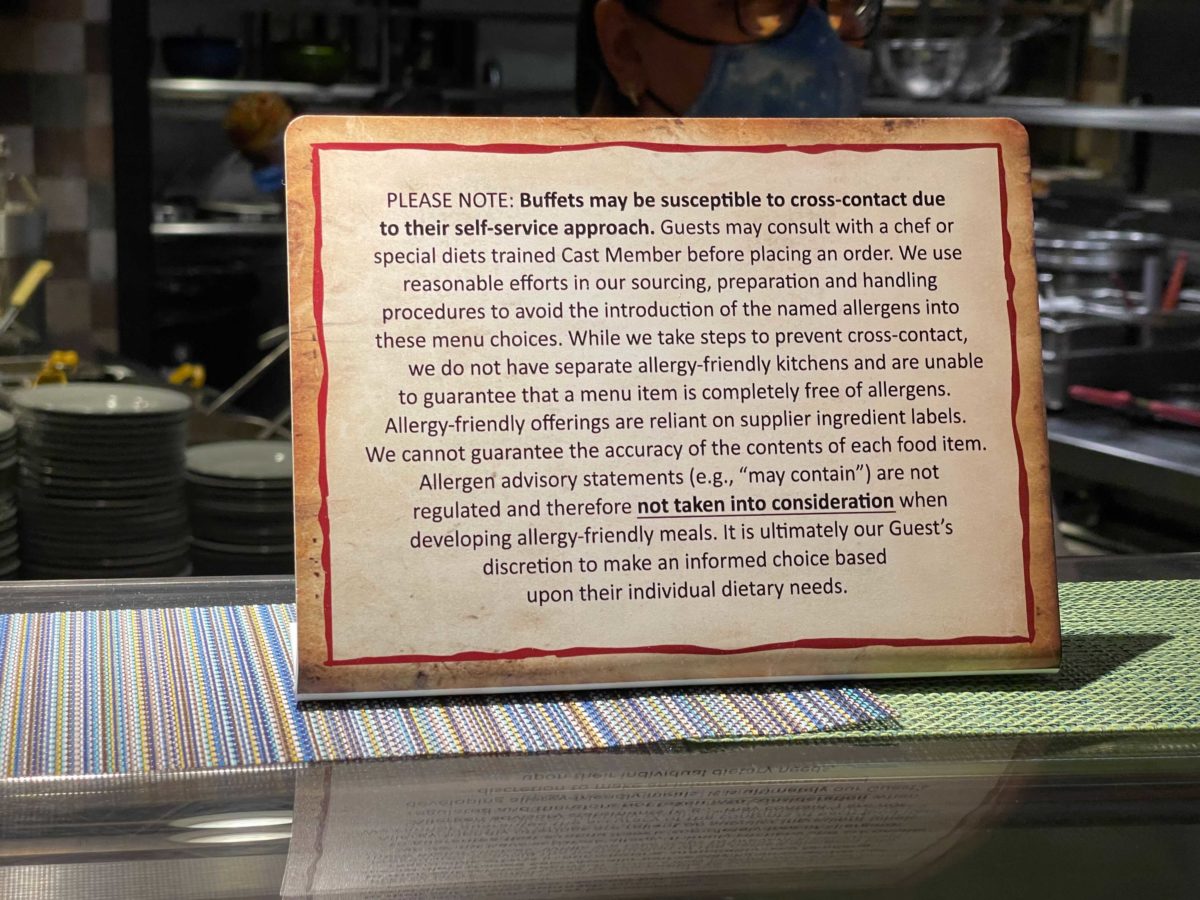 PLEASE NOTE: Buffets may be susceptible to cross-contact due
to their self-service approach. Guests may consult with a chef or
special diets trained Cast Member before placing an order. We use
reasonable efforts in our sourcing, preparation and handling
procedures to avoid the introduction of the named allergens into
these menu choices. While we take steps to prevent cross-contact,
we do not have separate allergy-friendly kitchens and are unable
to guarantee that a menu item is completely free of allergens.
Allergy-friendly offerings are reliant on supplier ingredient labels.
We cannot guarantee the accuracy of the contents of each food item.
Allergen advisory statements (e.g., “may contain”) are not
regulated and therefore not taken into consideration when
developing allergy-friendly meals. It is ultimately our Guest’s
discretion to make an informed choice based
upon their individual dietary needs.